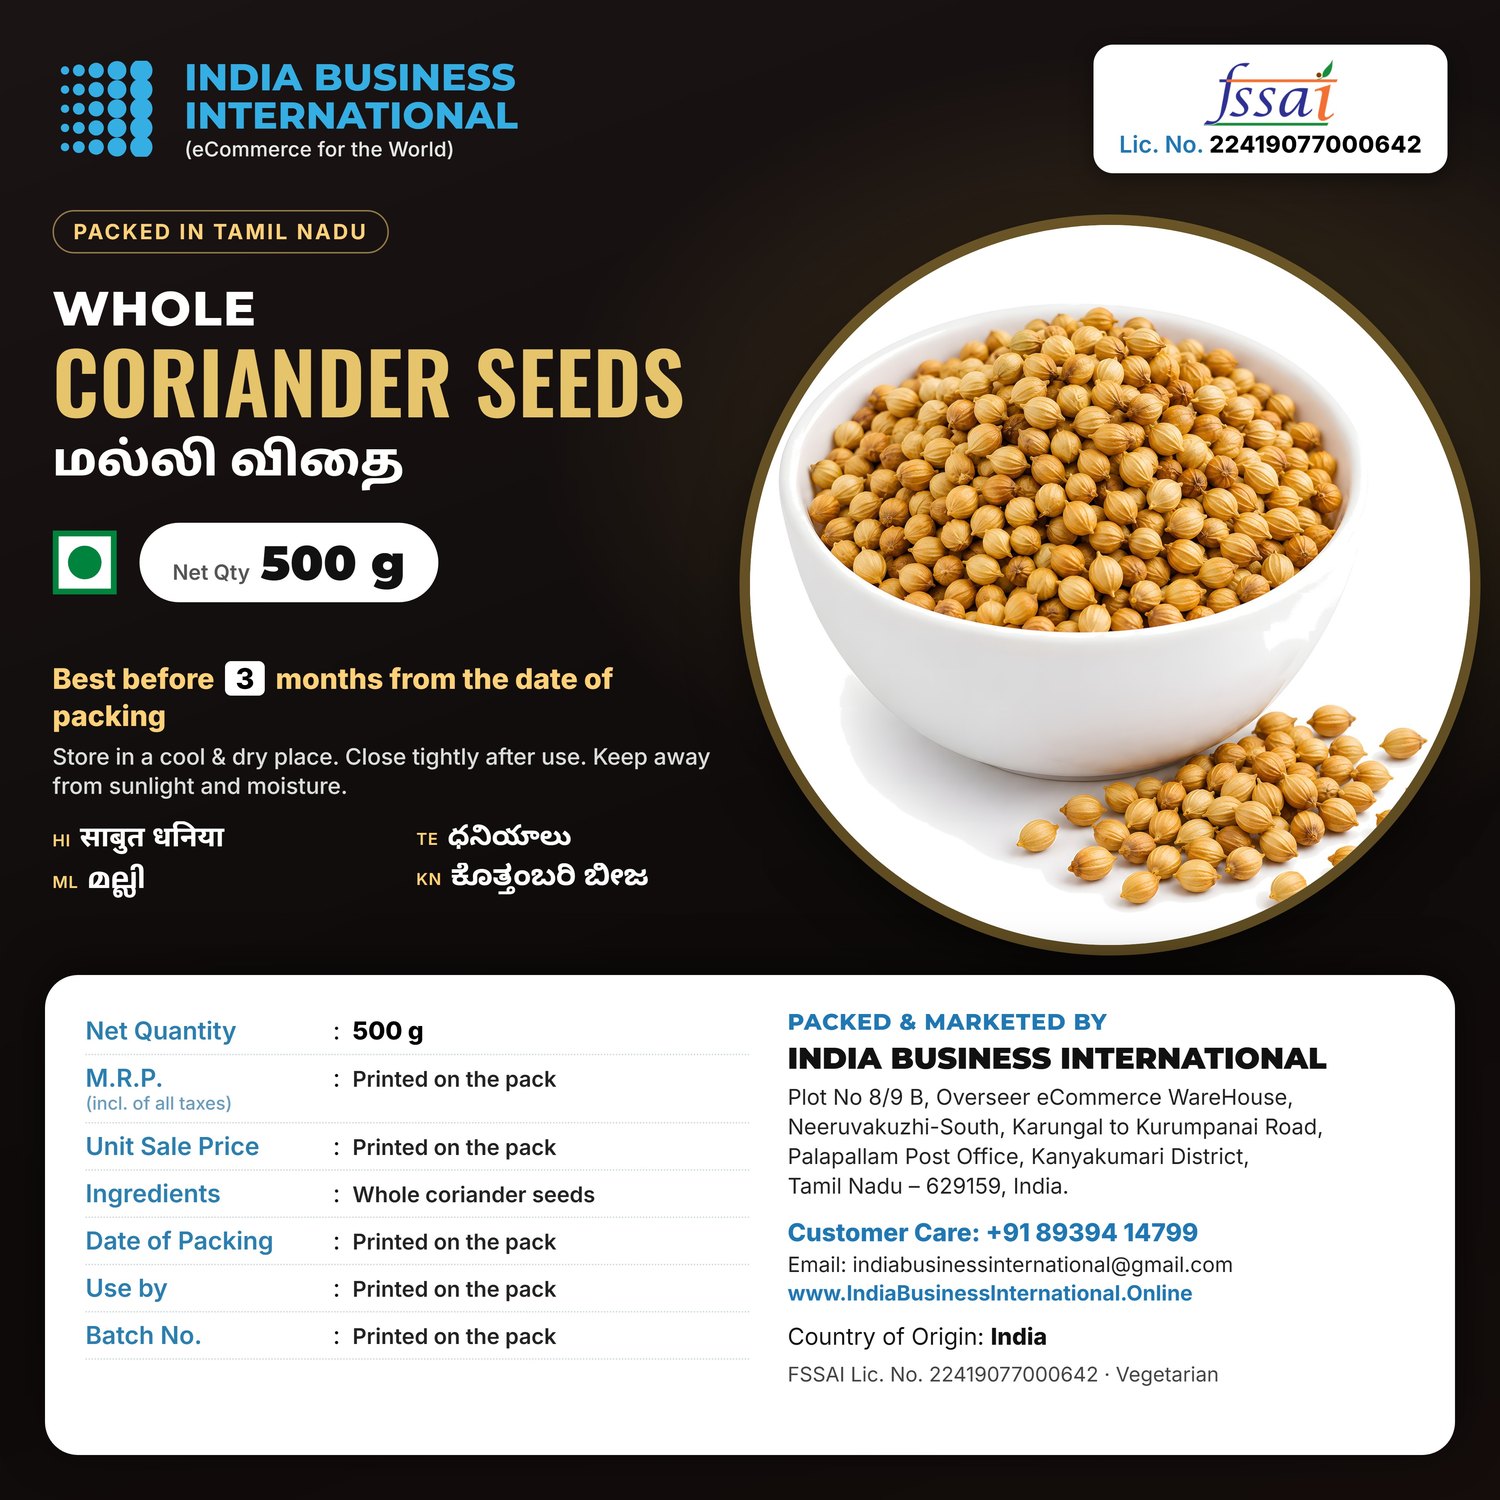 INDIA BUSINESS
INTERNATIONAL
(eCommerce for the World)
fssai
Lic. No. 22419077000642
PACKED IN TAMIL NADU
WHOLE
CORIANDER SEEDS
மல்லி விதை
Net Qty 500 g
Best before 3 months from the date of
packing
Store in a cool & dry place. Close tightly after use. Keep away
from sunlight and moisture.
HI साबुत धनिया
TE ధనియాలు
ML മല്ലി
KN ಕೊತ್ತಂಬರಿ ಬೀಜ
Net Quantity : 500 g
M.R.P. : Printed on the pack
(incl. of all taxes)
Unit Sale Price : Printed on the pack
Ingredients : Whole coriander seeds
Date of Packing : Printed on the pack
Use by : Printed on the pack
Batch No. : Printed on the pack
PACKED & MARKETED BY
INDIA BUSINESS INTERNATIONAL
Plot No 8/9 B, Overseer eCommerce WareHouse,
Neeruvakuzhi-South, Karungal to Kurumpanai Road,
Palapallam Post Office, Kanyakumari District,
Tamil Nadu – 629159, India.
Customer Care: +91 89394 14799
Email: indiabusinessinternational@gmail.com
www.IndiaBusinessInternational.Online
Country of Origin: India
FSSAI Lic. No. 22419077000642 · Vegetarian